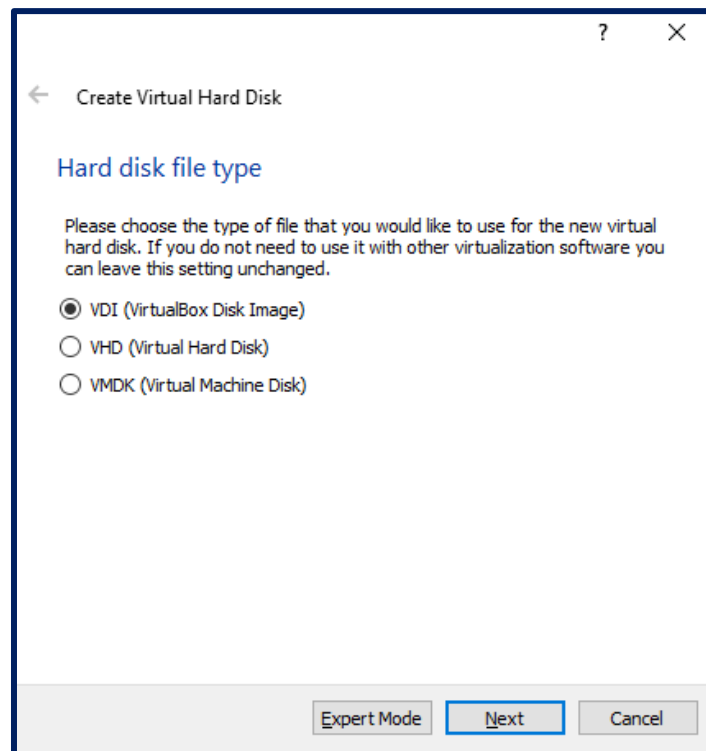 ?
Create Virtual Hard Disk
Hard disk file type
Please choose the type of file that you would like to use for the new virtual
hard disk. If you do not need to use it with other virtualization software you
can leave this setting unchanged.
VDI (VirtualBox Disk Image)
VHD (Virtual Hard Disk)
VMDK (Virtual Machine Disk)
Expert Mode Next Cancel